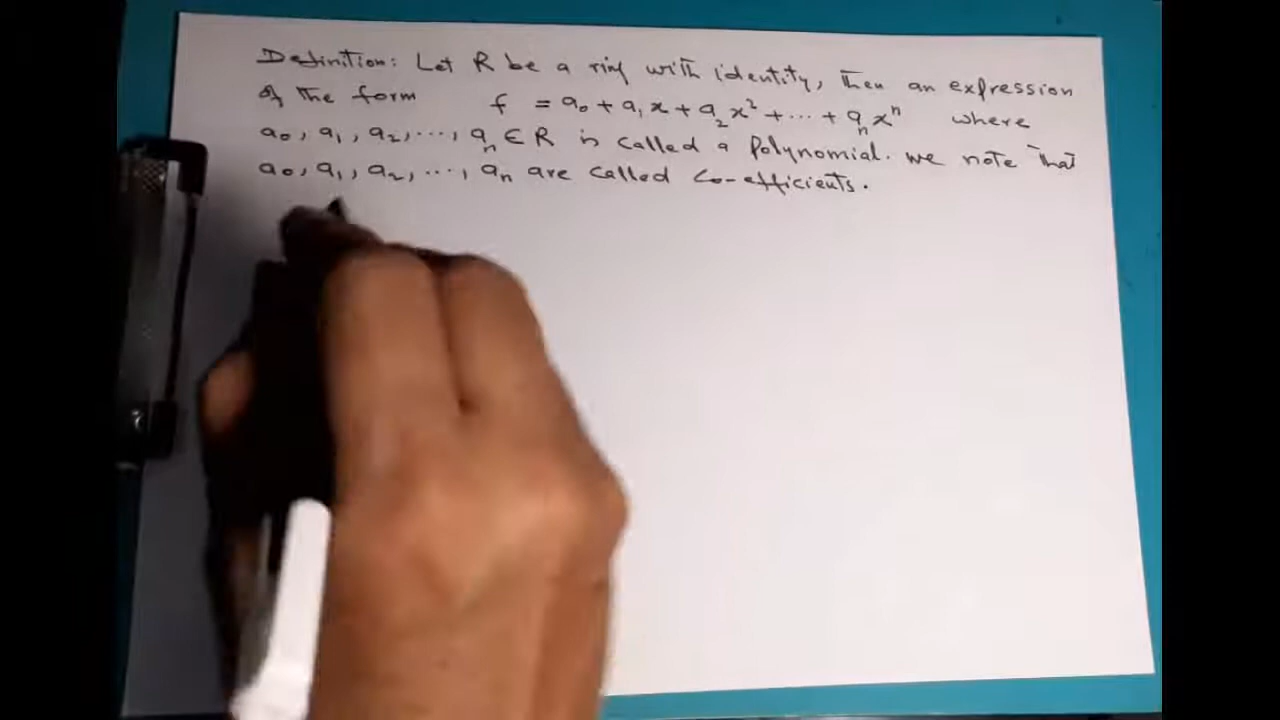 Definition: Let R be a ring with identity, then an expression
of the form f = a₀ + a₁x + a₂x² + ... + aₙxⁿ where
a₀, a₁, a₂, ..., aₙ ∈ R is called a polynomial. we note that
a₀, a₁, a₂, ..., aₙ are called Co-efficients.